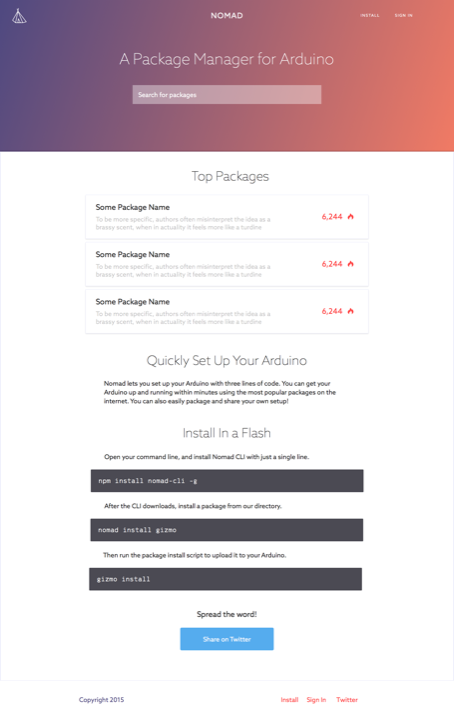 NOMAD
INSTALL
SIGN IN
A Package Manager for Arduino
Search for packages
Top Packages
Some Package Name
To be more specific, authors often misinterpret the idea as a
brassy scent, when in actuality it feels more like a turdine
6,244
Some Package Name
To be more specific, authors often misinterpret the idea as a
brassy scent, when in actuality it feels more like a turdine
6,244
Some Package Name
To be more specific, authors often misinterpret the idea as a
brassy scent, when in actuality it feels more like a turdine
6,244
Quickly Set Up Your Arduino
Nomad lets you set up your Arduino with three lines of code. You can get your
Arduino up and running within minutes using the most popular packages on the
internet. You can also easily package and share your own setup!
Install In a Flash
Open your command line, and install Nomad CLI with just a single line.
npm install nomad-cli -g
After the CLI downloads, install a package from our directory.
nomad install gizmo
Then run the package install script to upload it to your Arduino.
gizmo install
Spread the word!
Share on Twitter
Copyright 2015
Install
Sign in
Twitter